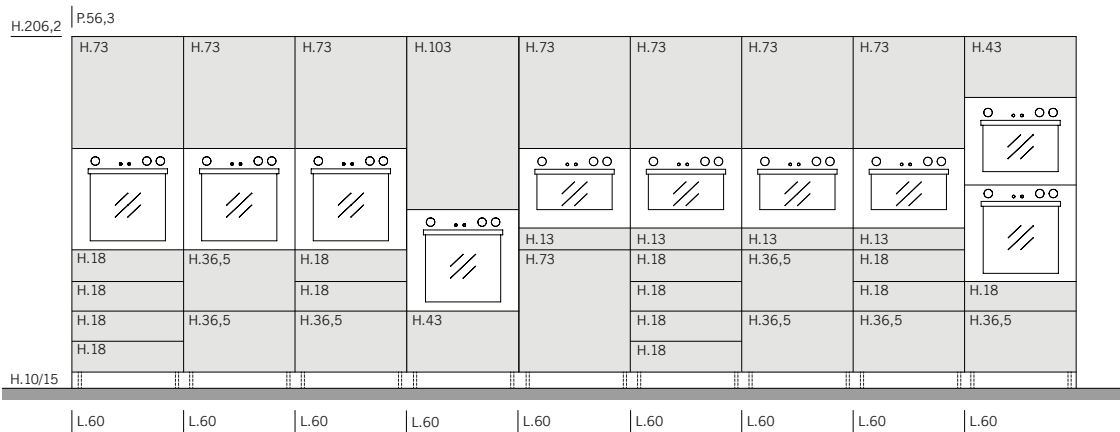 P.56,3
H.206,2
H.73 H.73 H.73 H.103 H.73 H.73 H.73 H.73 H.43
H.13 H.13 H.13 H.13
H.18 H.36,5 H.18 H.73 H.18 H.36,5 H.18
H.18 H.18 H.18 H.18 H.18
H.18 H.36,5 H.36,5 H.43 H.18 H.36,5 H.36,5 H.36,5
H.18 H.18
H.10/15
L.60 L.60 L.60 L.60 L.60 L.60 L.60 L.60 L.60